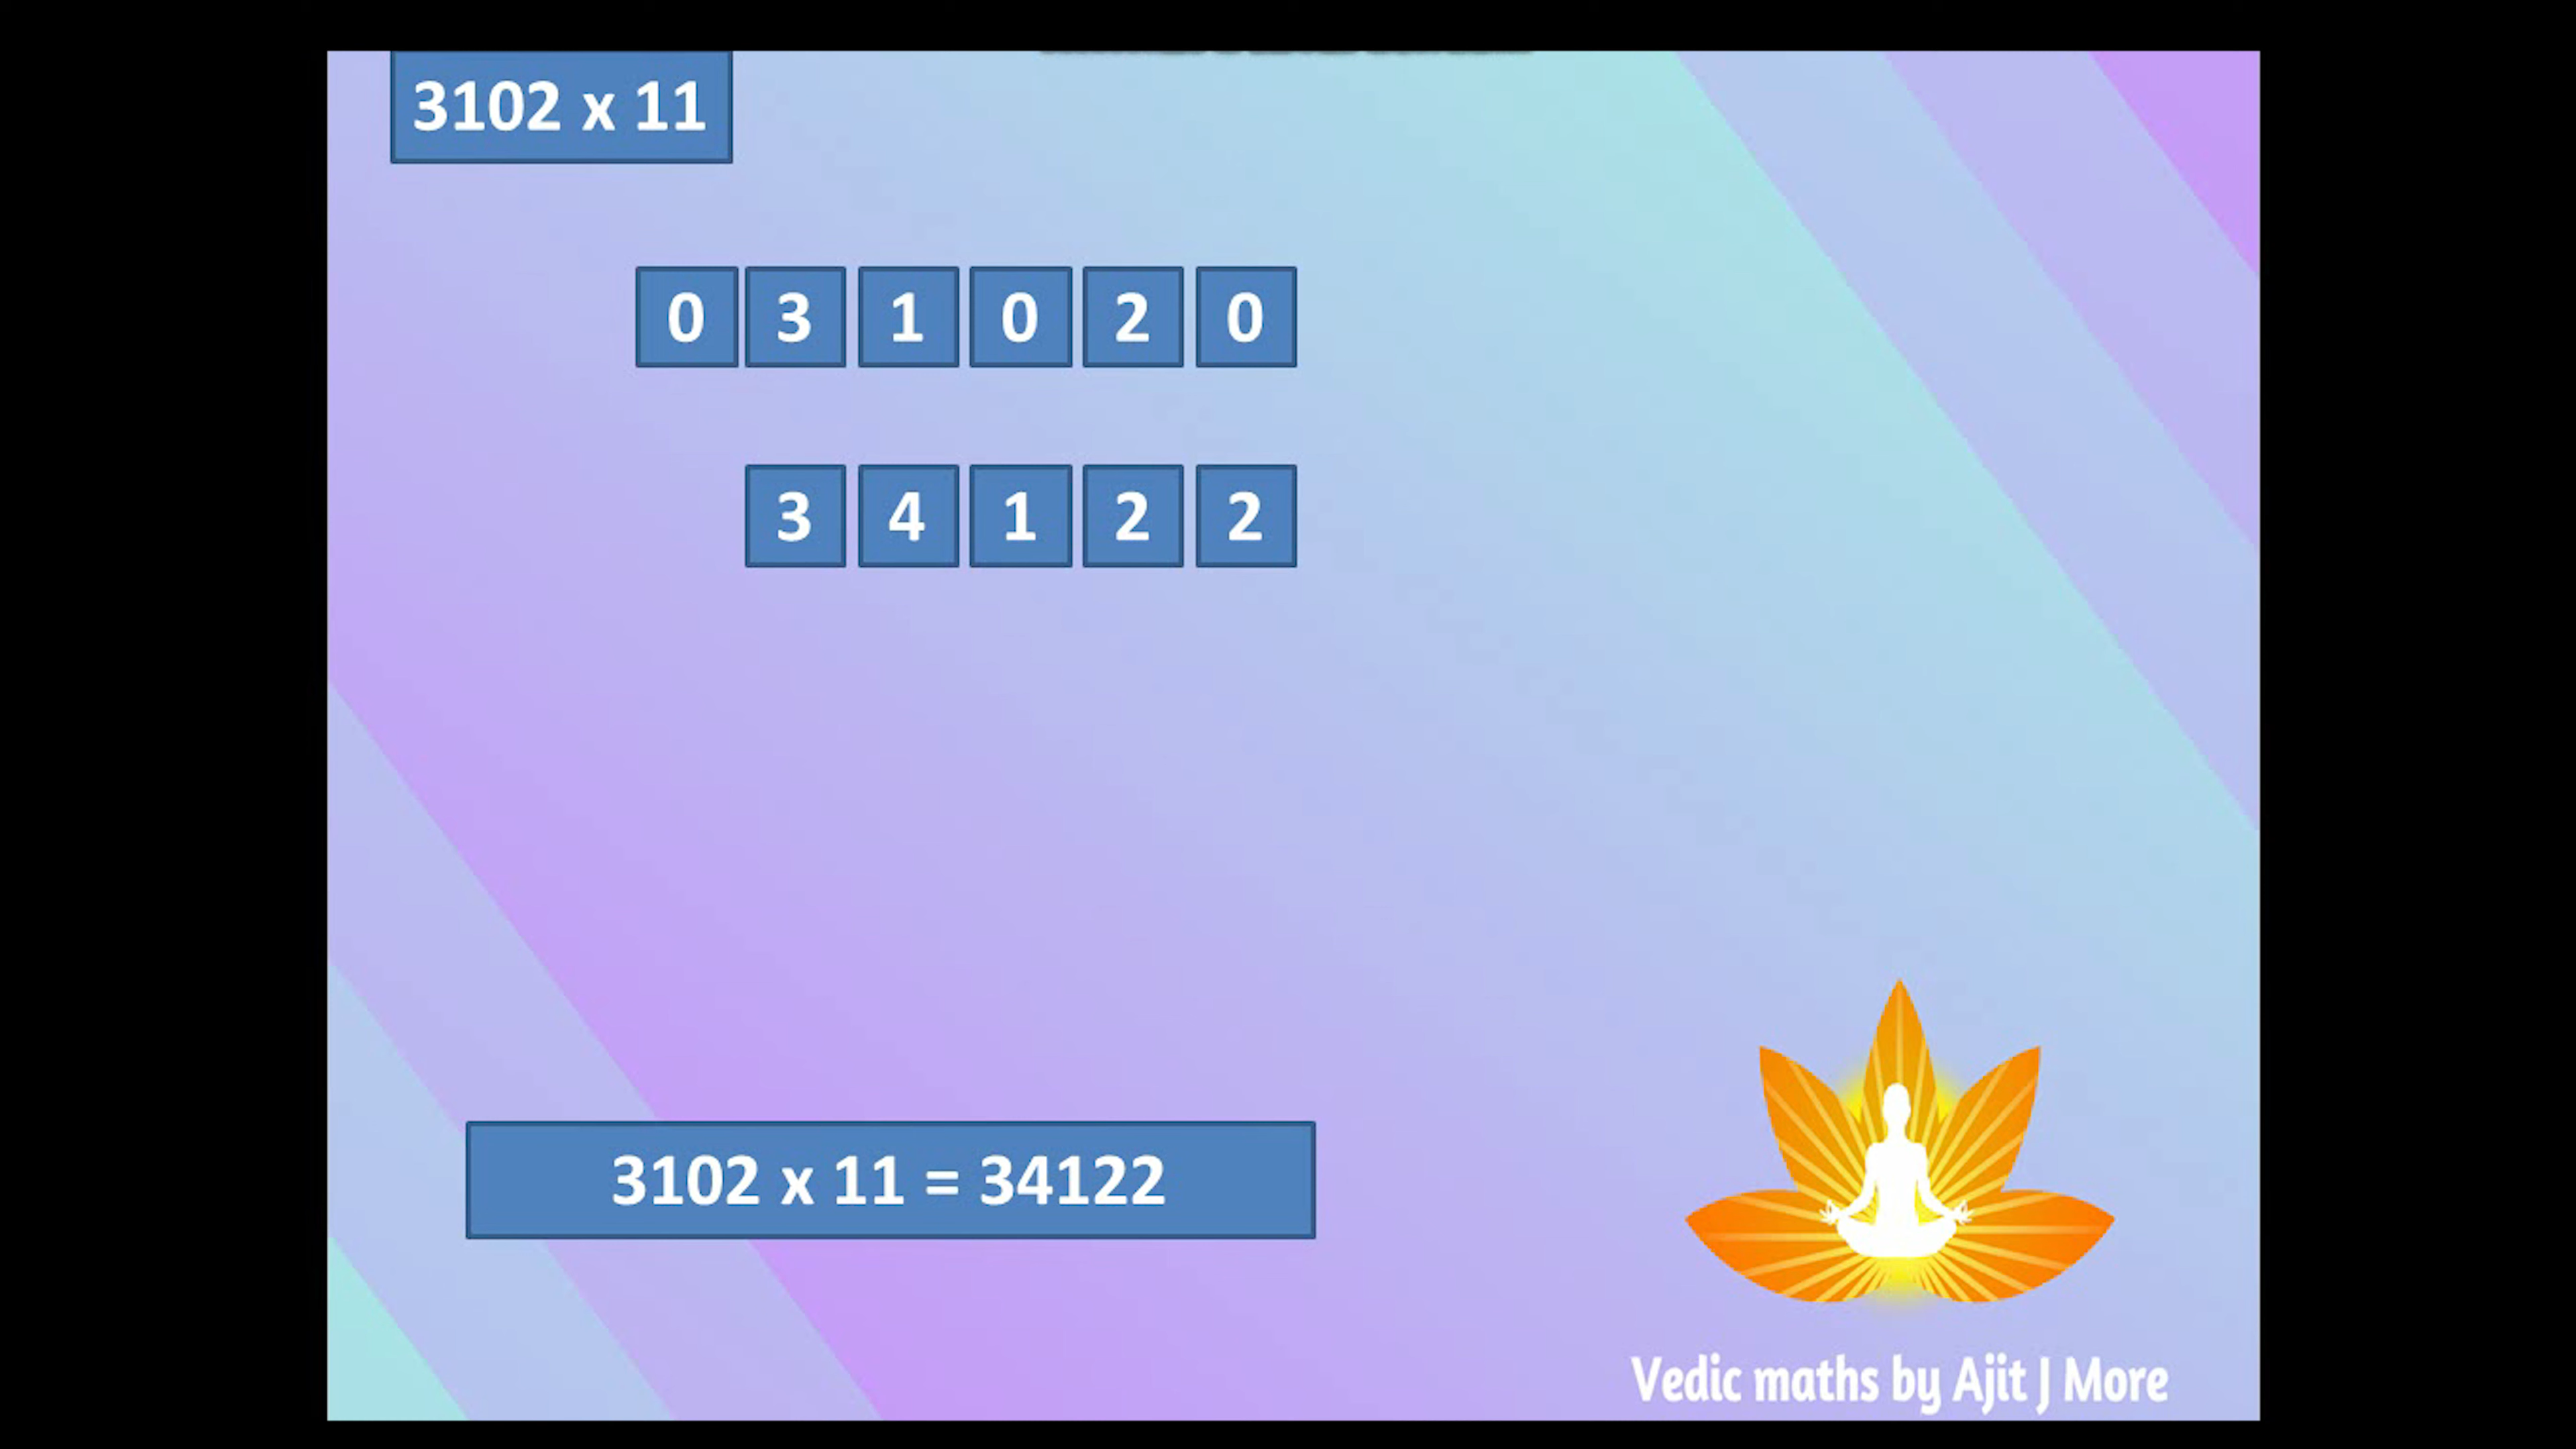 3102 x 11
0 3 1 0 2 0
3 4 1 2 2
3102 x 11 = 34122
Vedic maths by Ajit J More